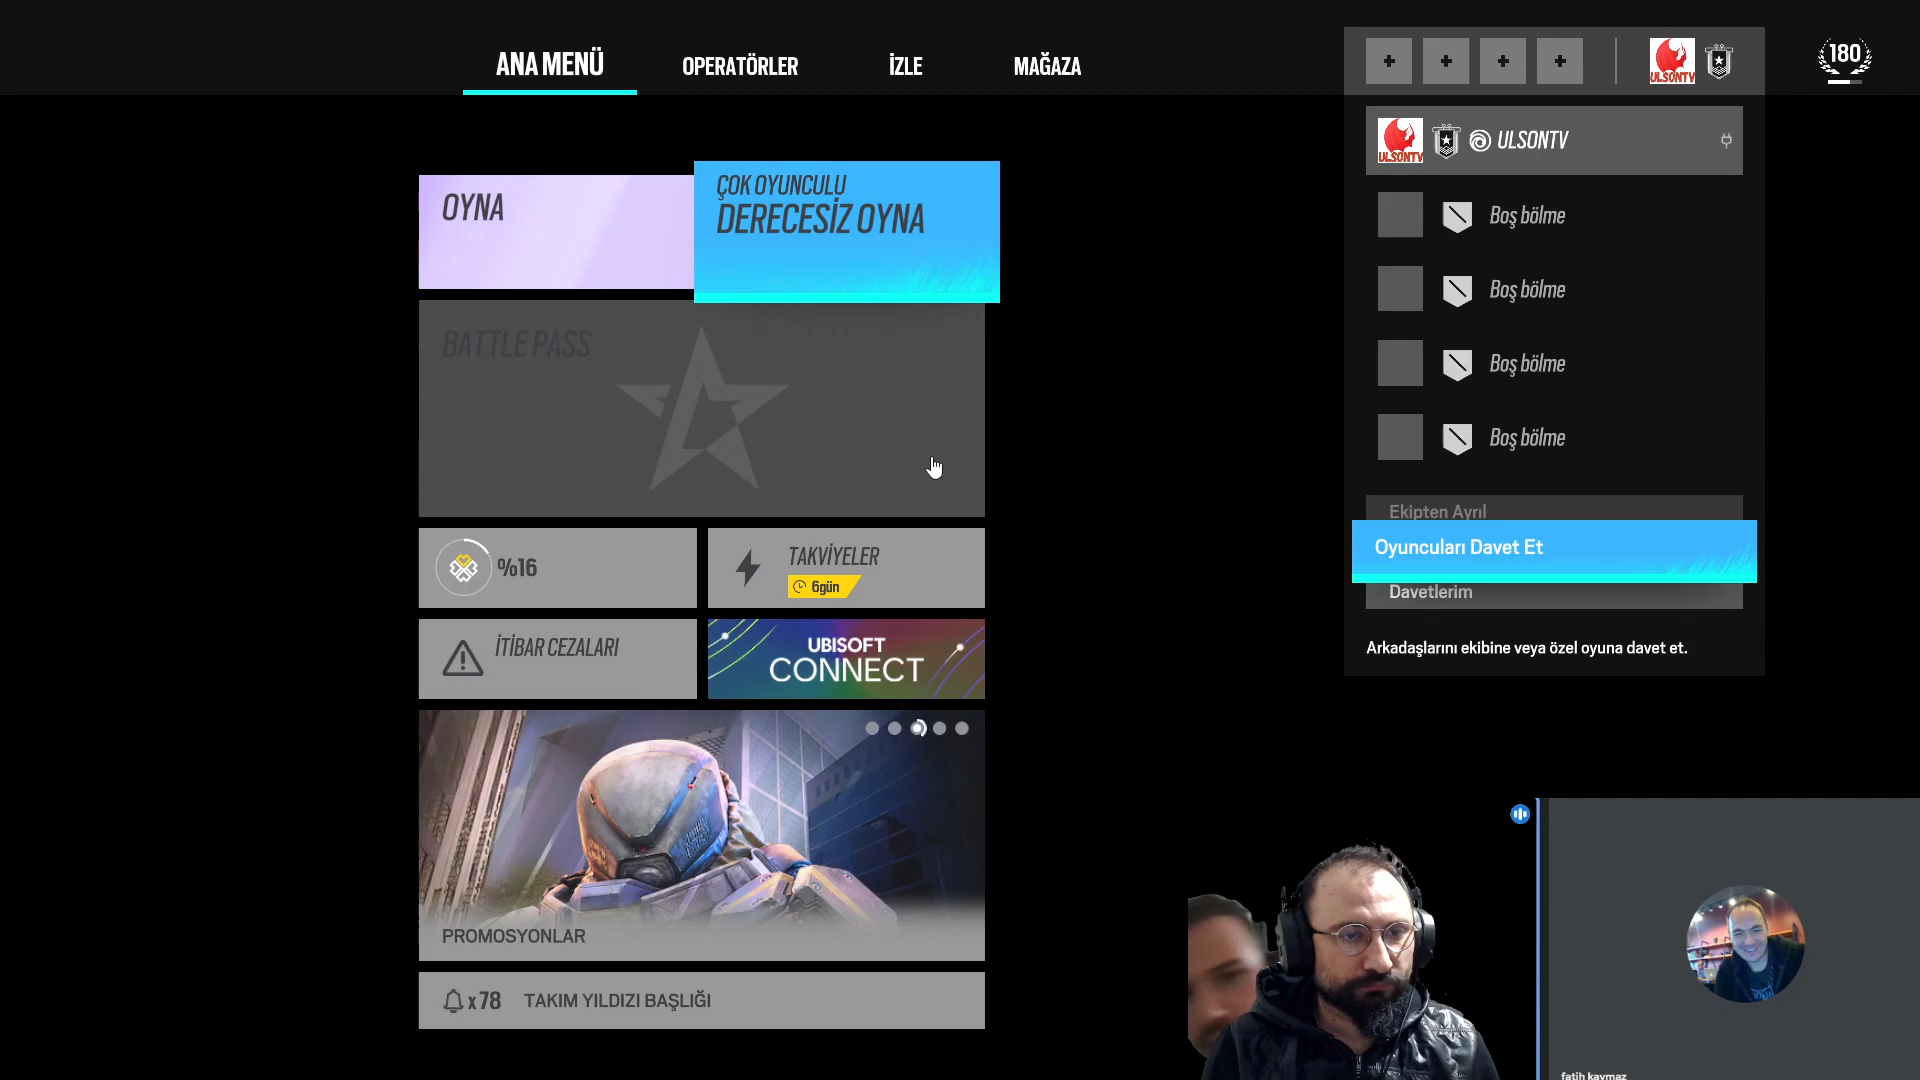 ANA MENÜ
OPERATÖRLER
İZLE
MAĞAZA
ULSONTV
180
ULSONTV
ULSONTV
OYNA
ÇOK OYUNCULU
DERECESİZ OYNA
Boş bölme
Boş bölme
Boş bölme
Boş bölme
BATTLE PASS
Ekipten Ayrıl
Oyuncuları Davet Et
Davetlerim
Arkadaşlarını ekibine veya özel oyuna davet et.
%16
TAKVİYELER
6gün
İTİBAR CEZALARI
UBISOFT
CONNECT
PROMOSYONLAR
x78
TAKIM YILDIZI BAŞLIĞI
fatih kaymaz